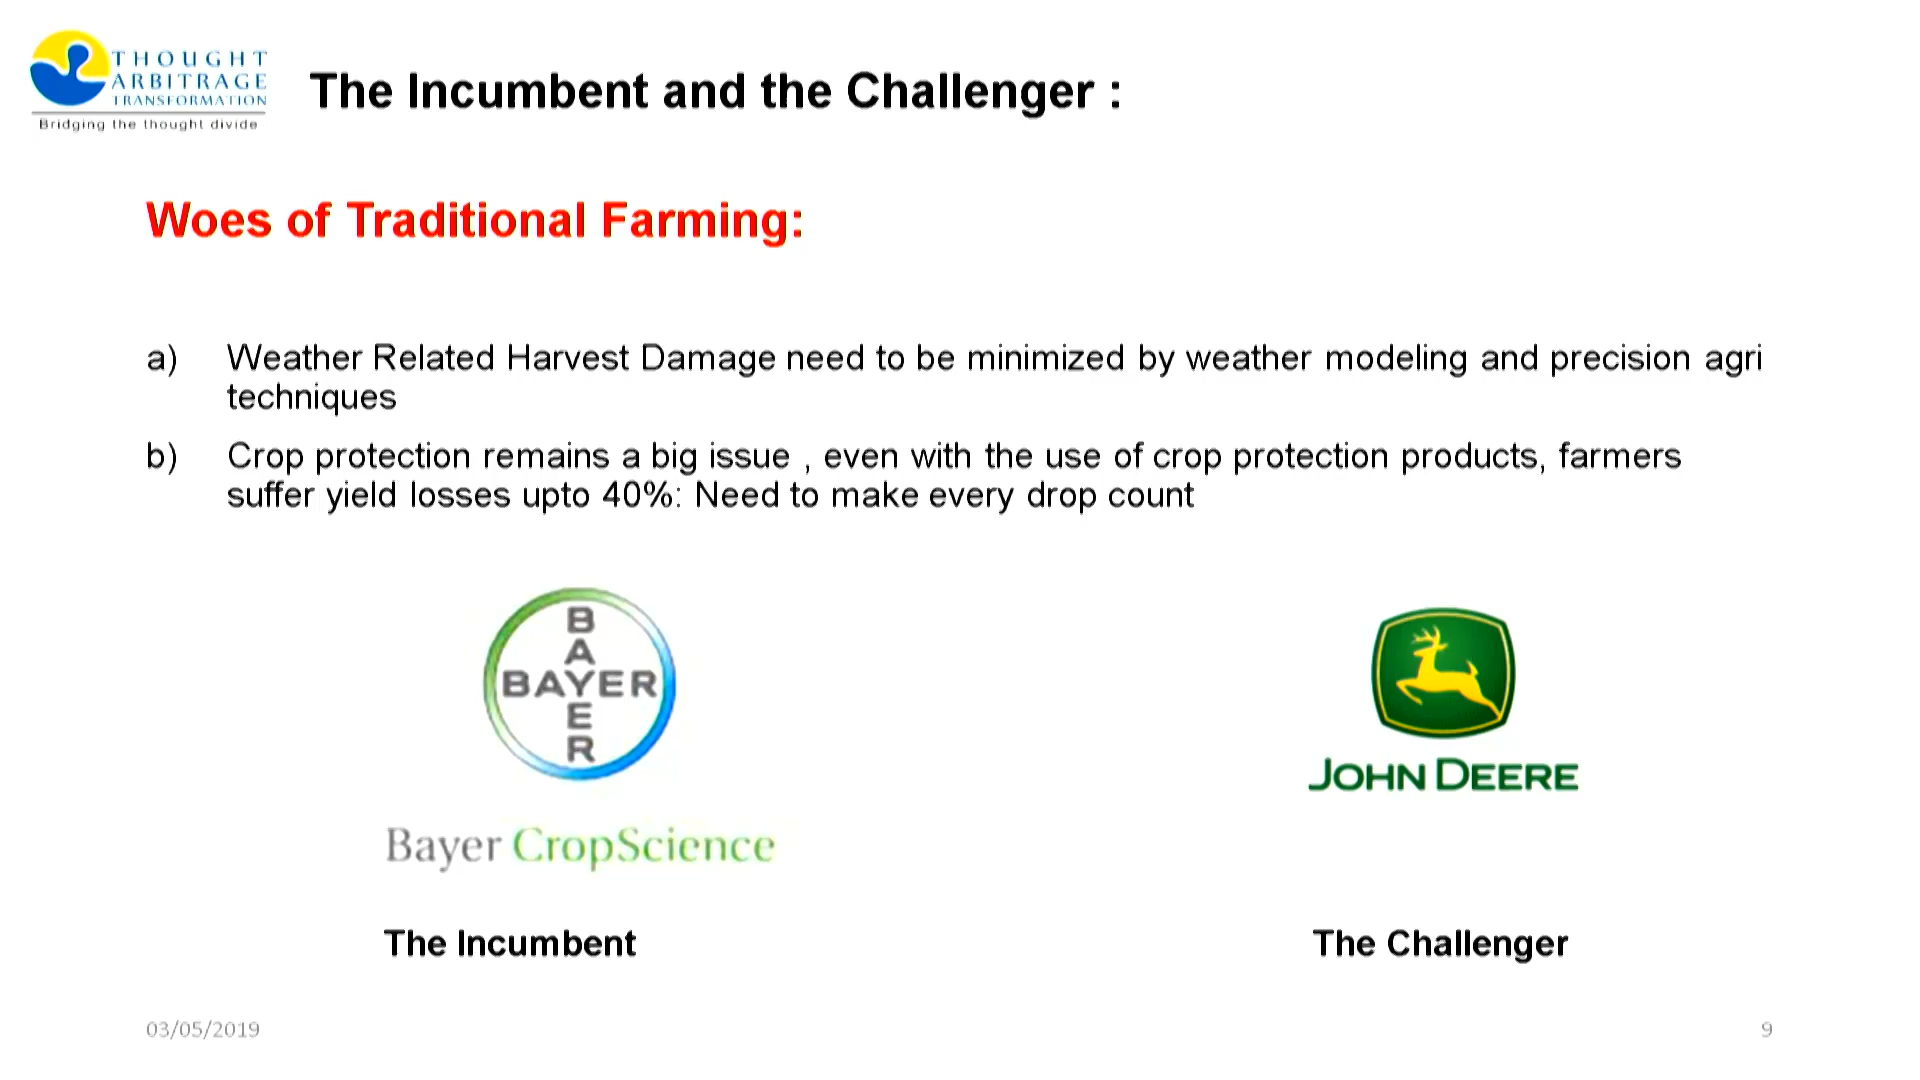 THOUGHT
ARBITRAGE
TRANSFORMATION
Bridging the thought divide
The Incumbent and the Challenger :
Woes of Traditional Farming:
a) Weather Related Harvest Damage need to be minimized by weather modeling and precision agri
techniques
b) Crop protection remains a big issue , even with the use of crop protection products, farmers
suffer yield losses upto 40%: Need to make every drop count
BAYER
BAYER
Bayer CropScience
JOHN DEERE
The Incumbent
The Challenger
03/05/2019
9